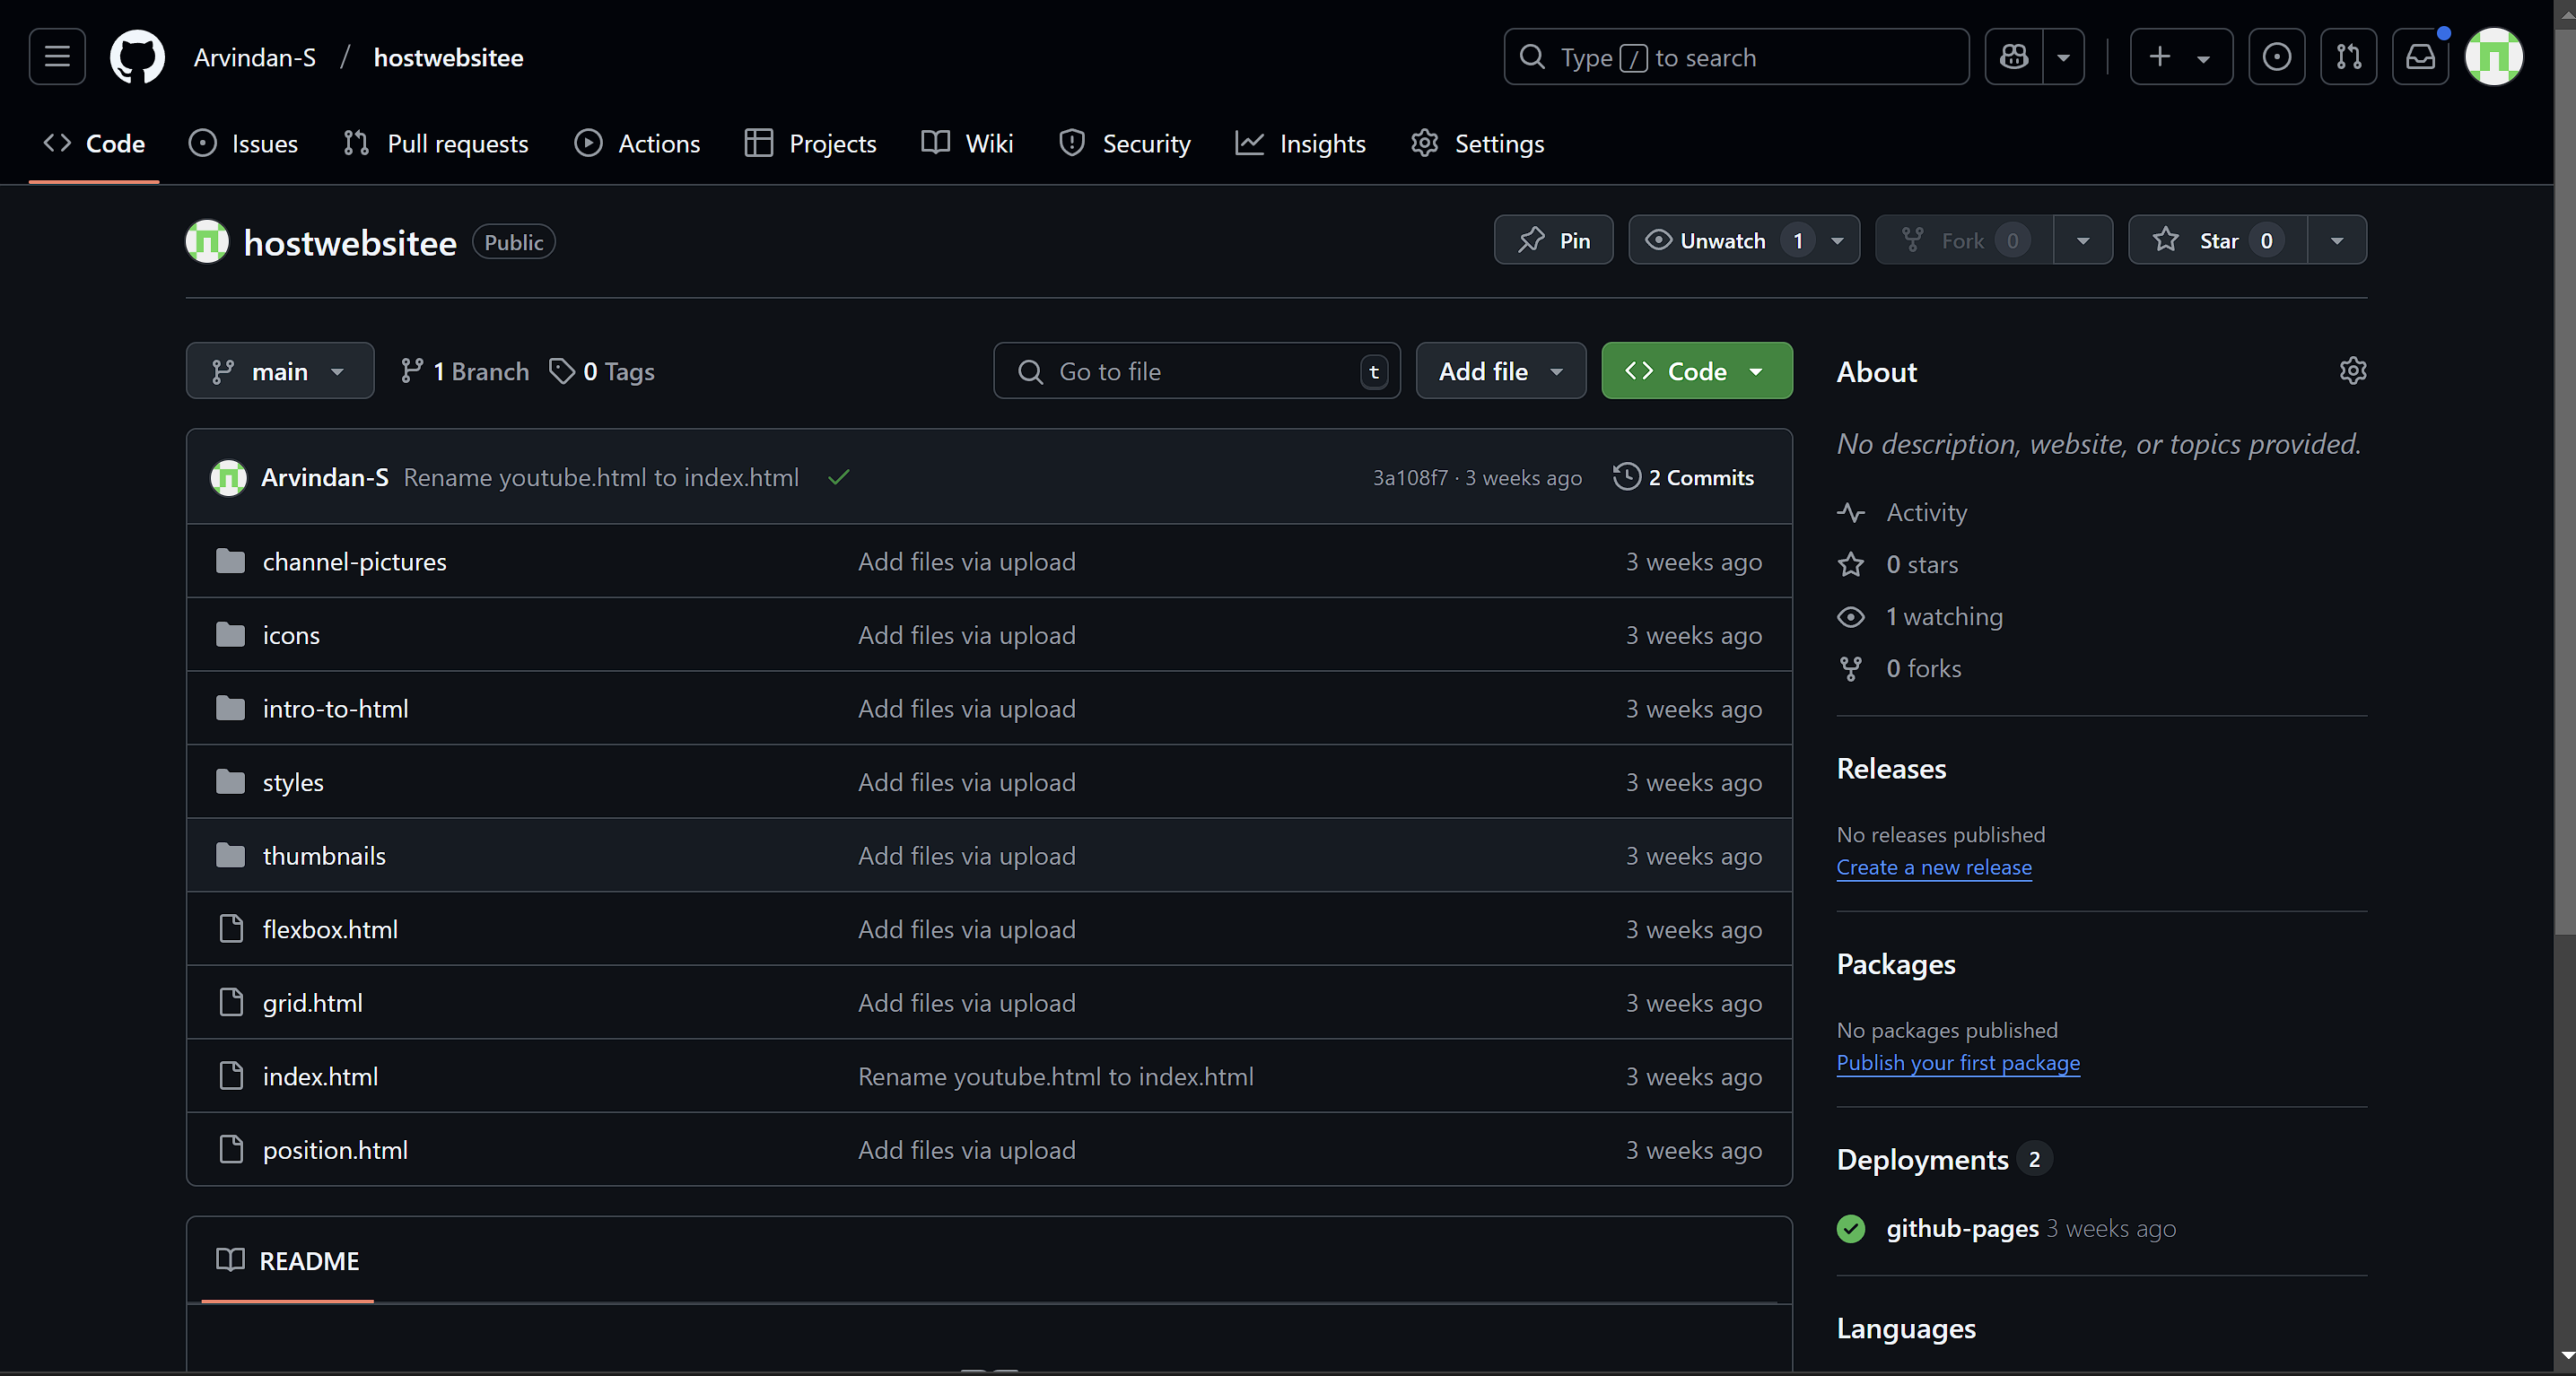 Arvindan-S / hostwebsitee
Type / to search
Code Issues Pull requests Actions Projects Wiki Security Insights Settings
hostwebsitee Public
Pin Unwatch 1 Fork 0 Star 0
main 1 Branch 0 Tags
Go to file t Add file Code
Arvindan-S Rename youtube.html to index.html 3a108f7 · 3 weeks ago 2 Commits
channel-pictures Add files via upload 3 weeks ago
icons Add files via upload 3 weeks ago
intro-to-html Add files via upload 3 weeks ago
styles Add files via upload 3 weeks ago
thumbnails Add files via upload 3 weeks ago
flexbox.html Add files via upload 3 weeks ago
grid.html Add files via upload 3 weeks ago
index.html Rename youtube.html to index.html 3 weeks ago
position.html Add files via upload 3 weeks ago
README
About
No description, website, or topics provided.
Activity
0 stars
1 watching
0 forks
Releases
No releases published
Create a new release
Packages
No packages published
Publish your first package
Deployments 2
github-pages 3 weeks ago
Languages